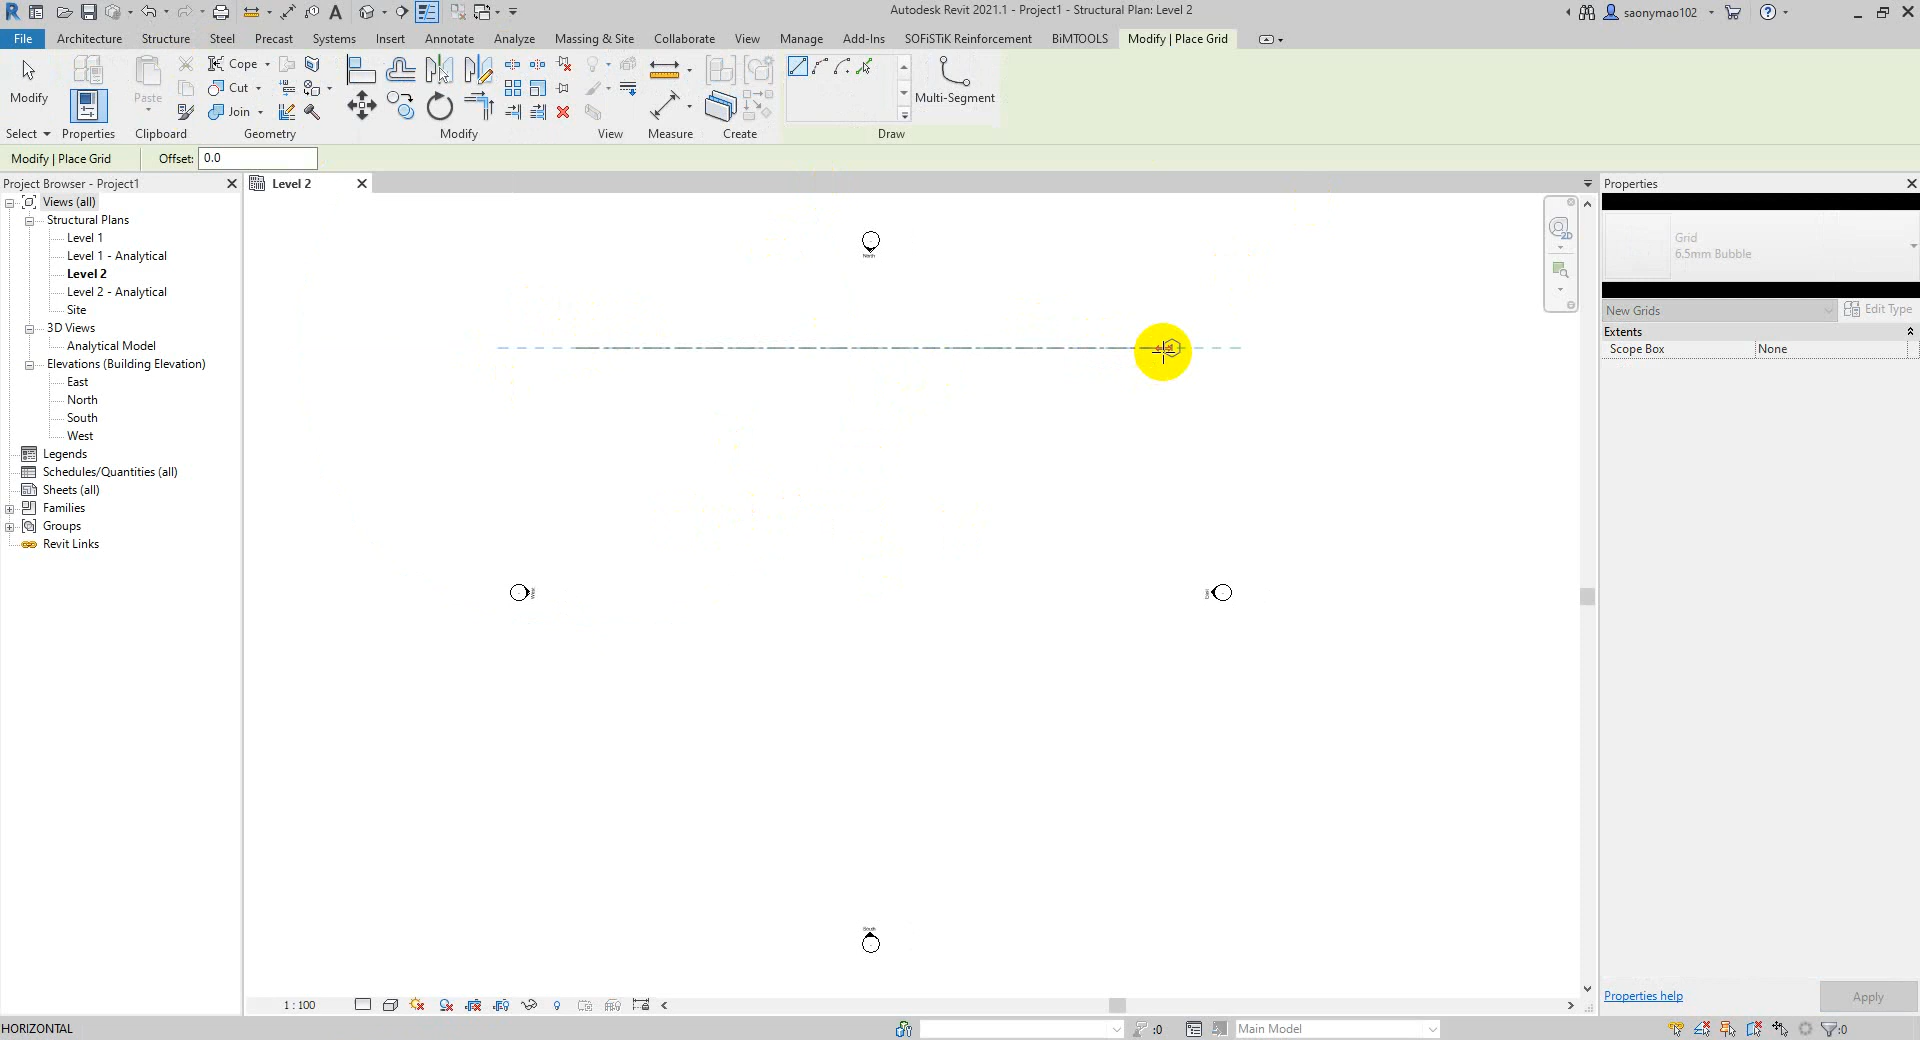 Autodesk Revit 2021.1 - Project1 - Structural Plan: Level 2
saonymao102
File Architecture Structure Steel Precast Systems Insert Annotate Analyze Massing & Site Collaborate View Manage Add-Ins SOFiSTiK Reinforcement BiMTOOLS Modify | Place Grid
Modify
Paste
Cope
Cut
Join
Multi-Segment
Select Properties Clipboard Geometry Modify View Measure Create Draw
Modify | Place Grid Offset: 0.0
Project Browser - Project1
Level 2
Properties
Views (all)
Structural Plans
Level 1
Level 1 - Analytical
Level 2
Level 2 - Analytical
Site
3D Views
Analytical Model
Elevations (Building Elevation)
East
North
South
West
Legends
Schedules/Quantities (all)
Sheets (all)
Families
Groups
Revit Links
North
West
East
South
2D
Grid
6.5mm Bubble
New Grids Edit Type
Extents
Scope Box None
Properties help Apply
1 : 100
HORIZONTAL
:0
Main Model
:0